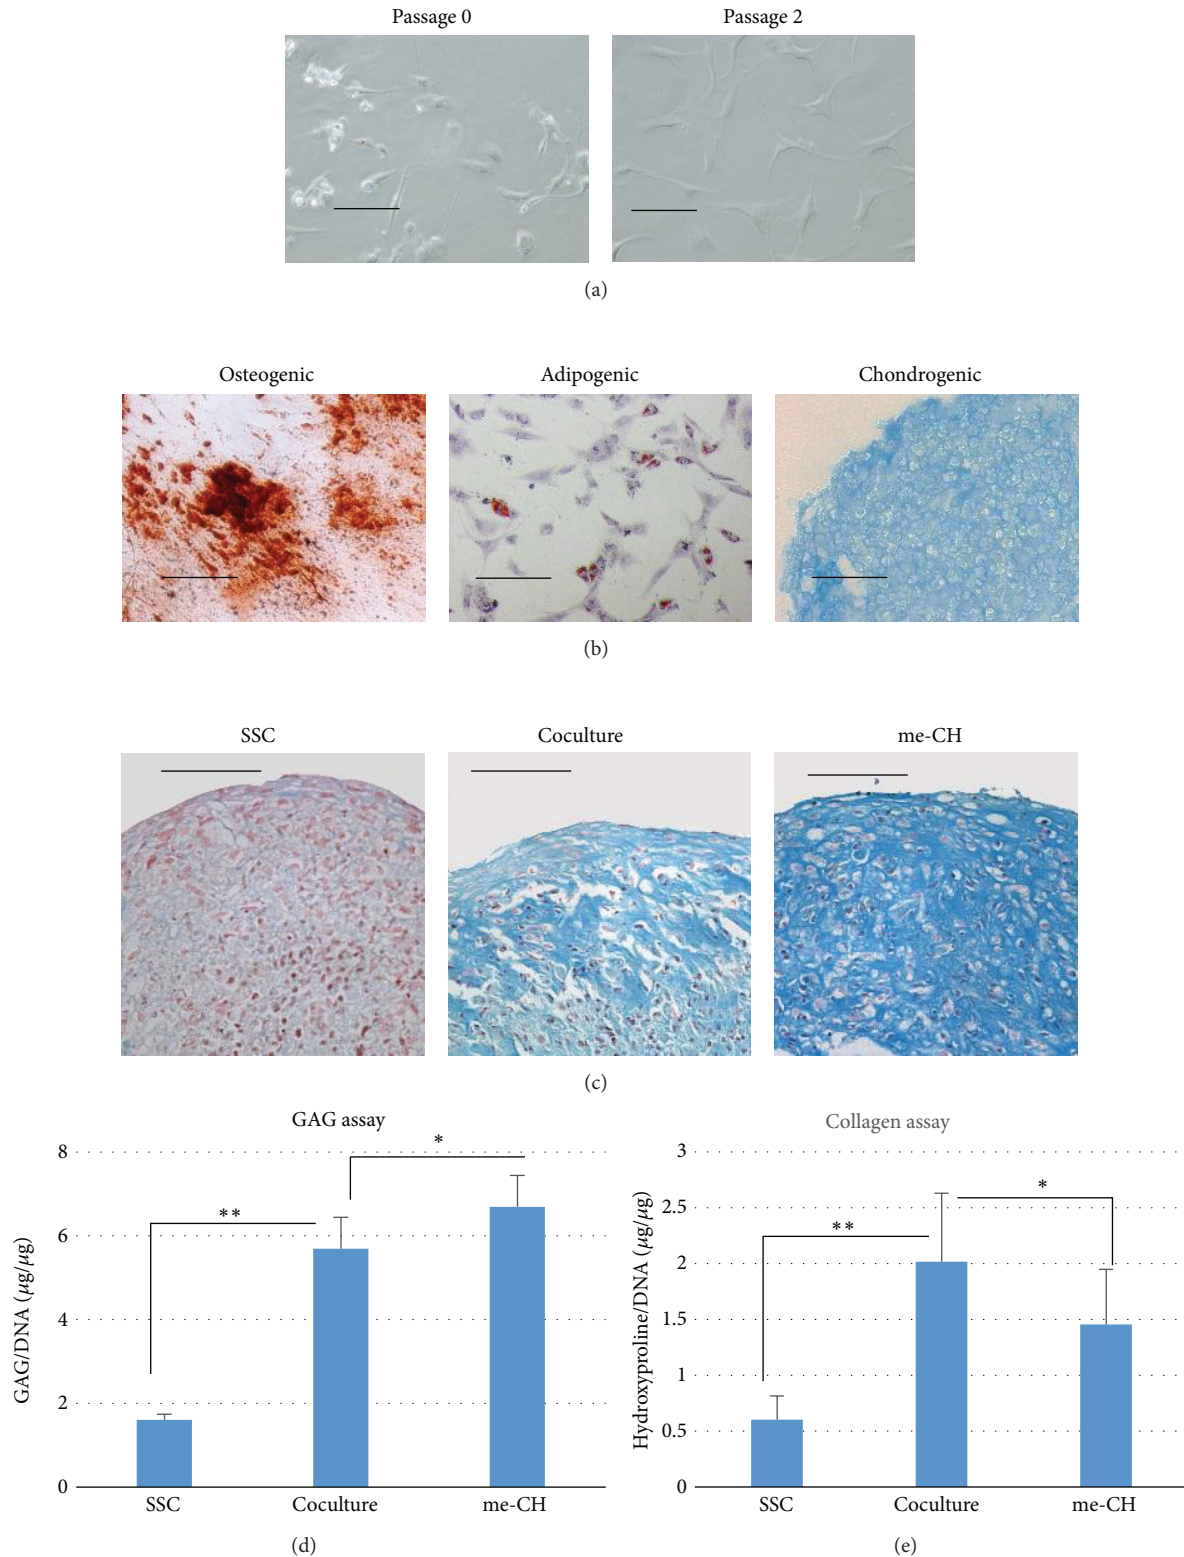 Passage 0
Passage 2
(a)
Osteogenic
Adipogenic
Chondrogenic
(b)
SSC
Coculture
me-CH
(c)
GAG assay
8
6
4
2
0
GAG/DNA (μg/μg)
**
*
SSC
Coculture
me-CH
(d)
Collagen assay
3
2.5
2
1.5
1
0.5
0
Hydroxyproline/DNA (μg/μg)
**
*
SSC
Coculture
me-CH
(e)